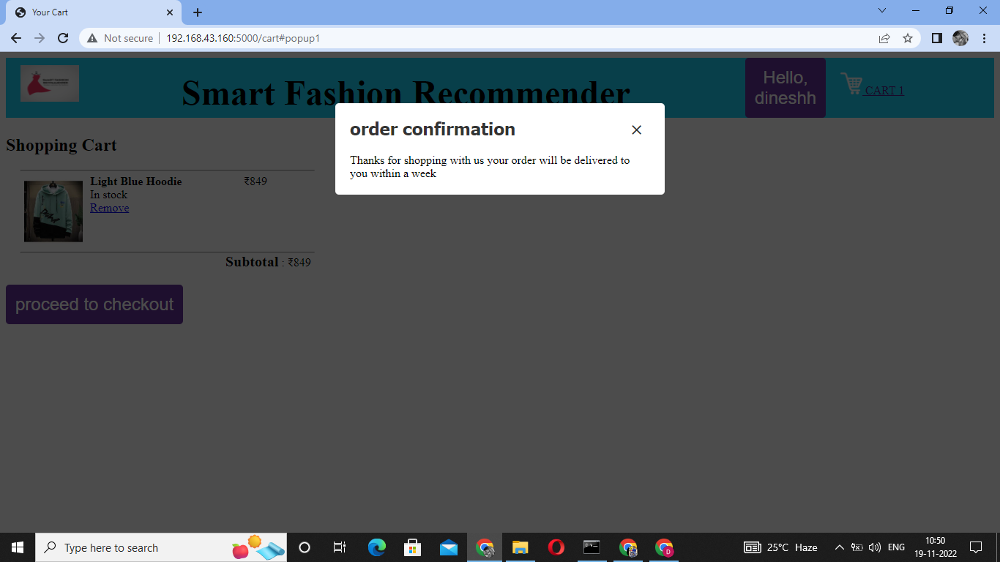 Your Cart
Not secure
192.168.43.160:5000/cart#popup1
Smart Fashion Recommender
Hello,
dineshh
CART 1
order confirmation
Thanks for shopping with us your order will be delivered to
you within a week
Shopping Cart
Light Blue Hoodie ₹849
In stock
Remove
Subtotal : ₹849
proceed to checkout
Type here to search
25°C Haze
ENG
10:50
19-11-2022
D